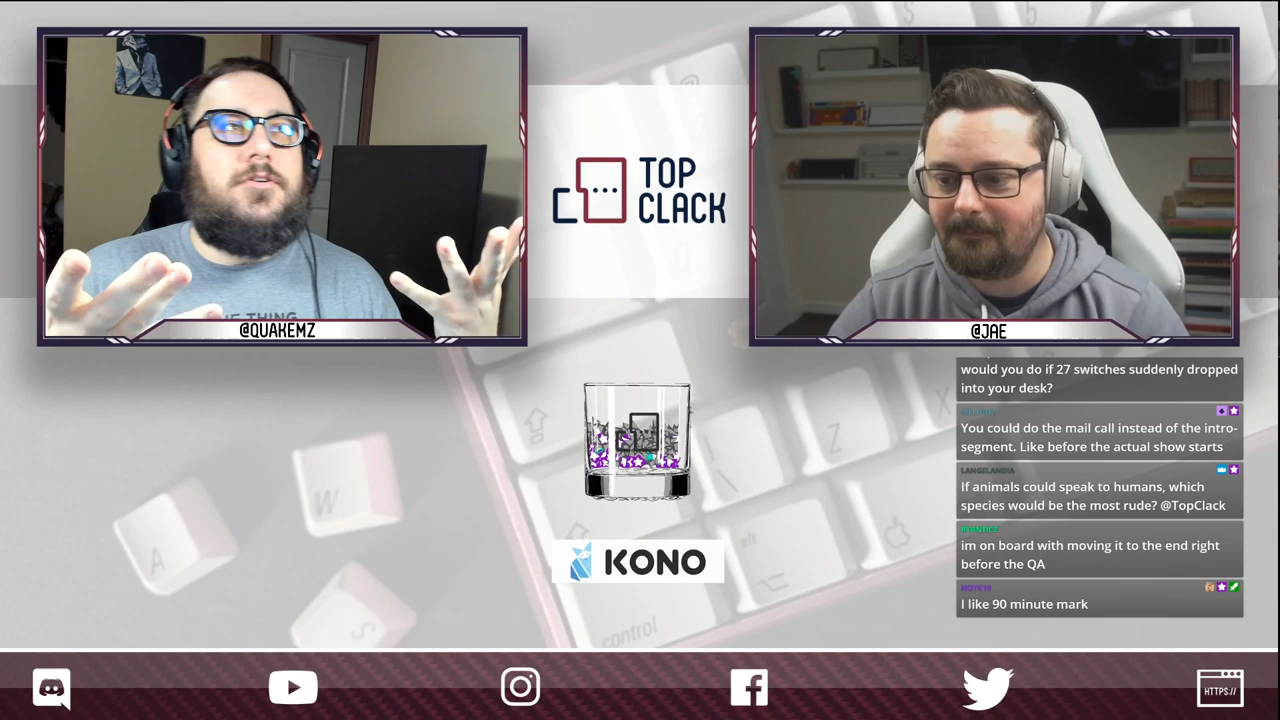 TOP
CLACK
THING
@QUAKEMZ
@JAE
would you do if 27 switches suddenly dropped
into your desk?
You could do the mail call instead of the intro-
segment. Like before the actual show starts
LANGELANDIA
If animals could speak to humans, which
species would be the most rude? @TopClack
im on board with moving it to the end right
before the QA
I like 90 minute mark
KONO
A
W
S
Z
X
alt
control
HTTPS://